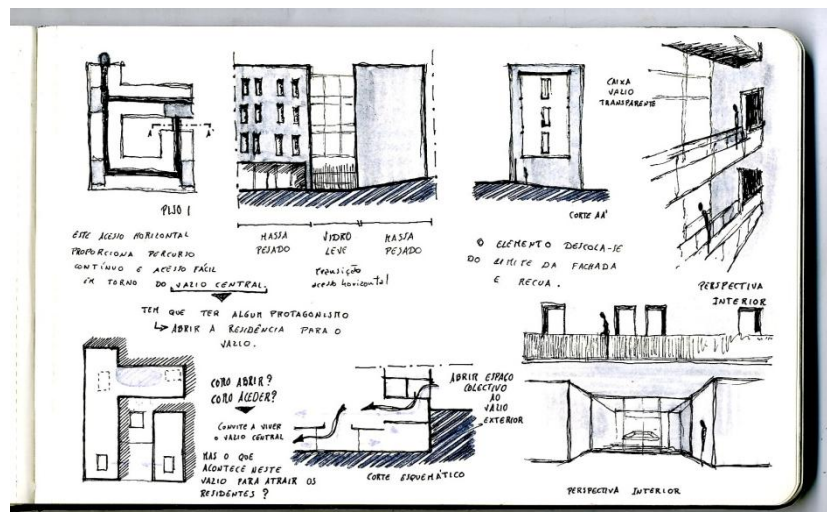 PISO 1
ESTE ACESSO HORIZONTAL
PROPORCIONA PERCURSO
CONTÍNUO E ACESSO FÁCIL
EM TORNO DO VAZIO CENTRAL.
TEM QUE TER ALGUM PROTAGONISMO
ABRIR A RESIDÊNCIA PARA O
VAZIO.
A A'
MASSA
PESADO
VIDRO
LEVE
MASSA
PESADO
transição
acesso horizontal
CAIXA
VAZIO
TRANSPARENTE
CORTE AA'
O ELEMENTO DESCOLA-SE
DO LIMITE DA FACHADA
E RECUA.
PERSPECTIVA
INTERIOR
COMO ABRIR?
COMO ACEDER?
CONVITE A VIVER
O VAZIO CENTRAL
MAS O QUE
ACONTECE NESTE
VAZIO PARA ATRAIR OS
RESIDENTES?
ABRIR ESPAÇO
COLECTIVO
AO
VAZIO
EXTERIOR
CORTE ESQUEMÁTICO
PERSPECTIVA INTERIOR